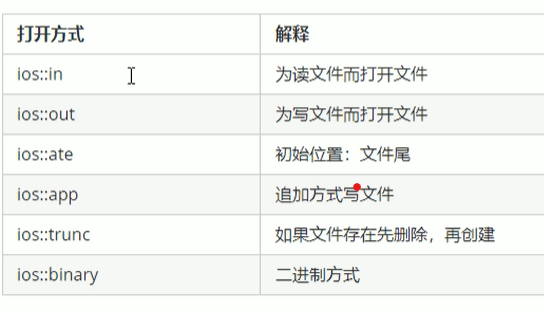 打开方式 解释
ios::in 为读文件而打开文件
ios::out 为写文件而打开文件
ios::ate 初始位置：文件尾
ios::app 追加方式写文件
ios::trunc 如果文件存在先删除，再创建
ios::binary 二进制方式